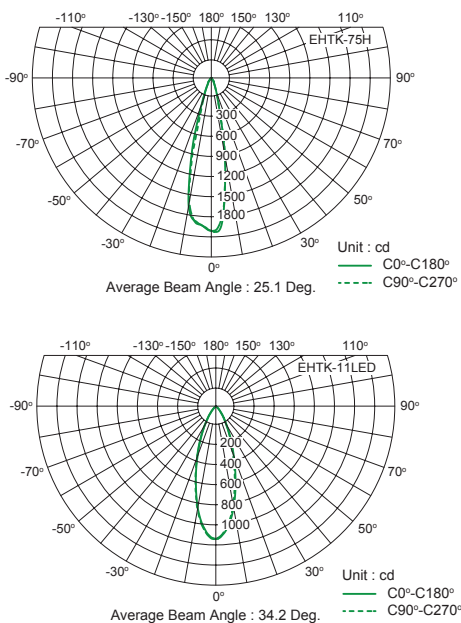 -110° -130° -150° 180° 150° 130° 110°
EHTK-75H
-90° 90°
300
600
-70° 70°
900
1200
-50° 50°
1500
1800
-30° 30°
0°
Unit : cd
C0°-C180°
C90°-C270°
Average Beam Angle : 25.1 Deg.
-110° -130° -150° 180° 150° 130° 110°
EHTK-11LED
-90° 90°
200
400
-70° 70°
600
800
-50° 50°
1000
-30° 30°
0°
Unit : cd
C0°-C180°
C90°-C270°
Average Beam Angle : 34.2 Deg.